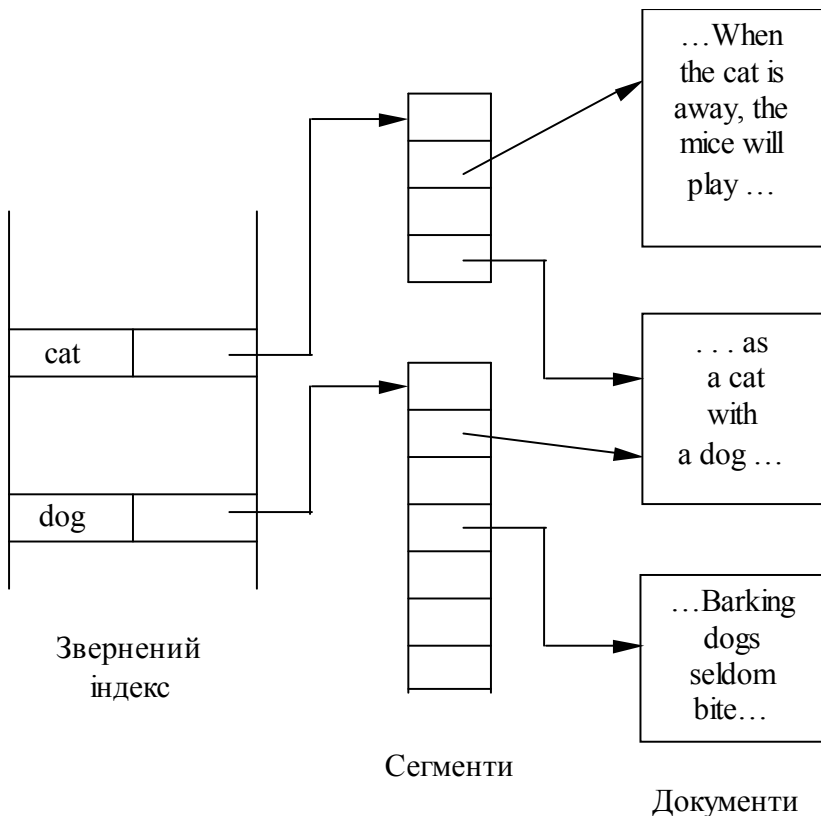 …When
the cat is
away, the
mice will
play …
cat
. . . as
a cat
with
a dog …
dog
…Barking
dogs
seldom
bite…
Звернений
індекс
Сегменти
Документи